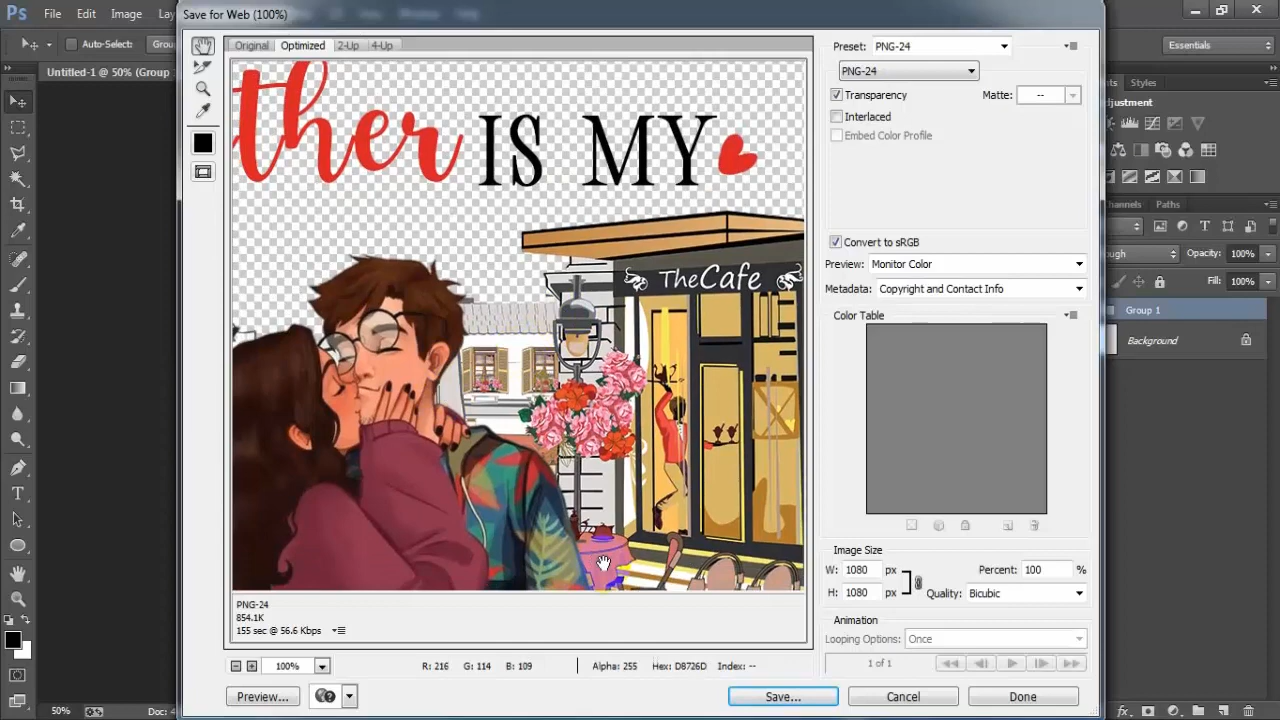 Ps File Edit Image
Save for Web (100%)
Auto-Select:
Essentials
Untitled-1 @ 50% (Group
Original Optimized 2-Up 4-Up
Preset: PNG-24
PNG-24
Transparency Matte: --
Interlaced
Embed Color Profile
Convert to sRGB
Preview: Monitor Color
Metadata: Copyright and Contact Info
Color Table
ther IS MY
TheCafe
Styles
djustment
hannels Paths
Opacity: 100%
Fill: 100%
Group 1
Background
Image Size
W: 1080 px
H: 1080 px
Percent: 100 %
Quality: Bicubic
Animation
Looping Options: Once
1 of 1
PNG-24
854.1K
155 sec @ 56.6 Kbps
100% R: 216 G: 114 B: 109 Alpha: 255 Hex: D8726D Index: --
Preview... Save... Cancel Done
50% Doc: 4